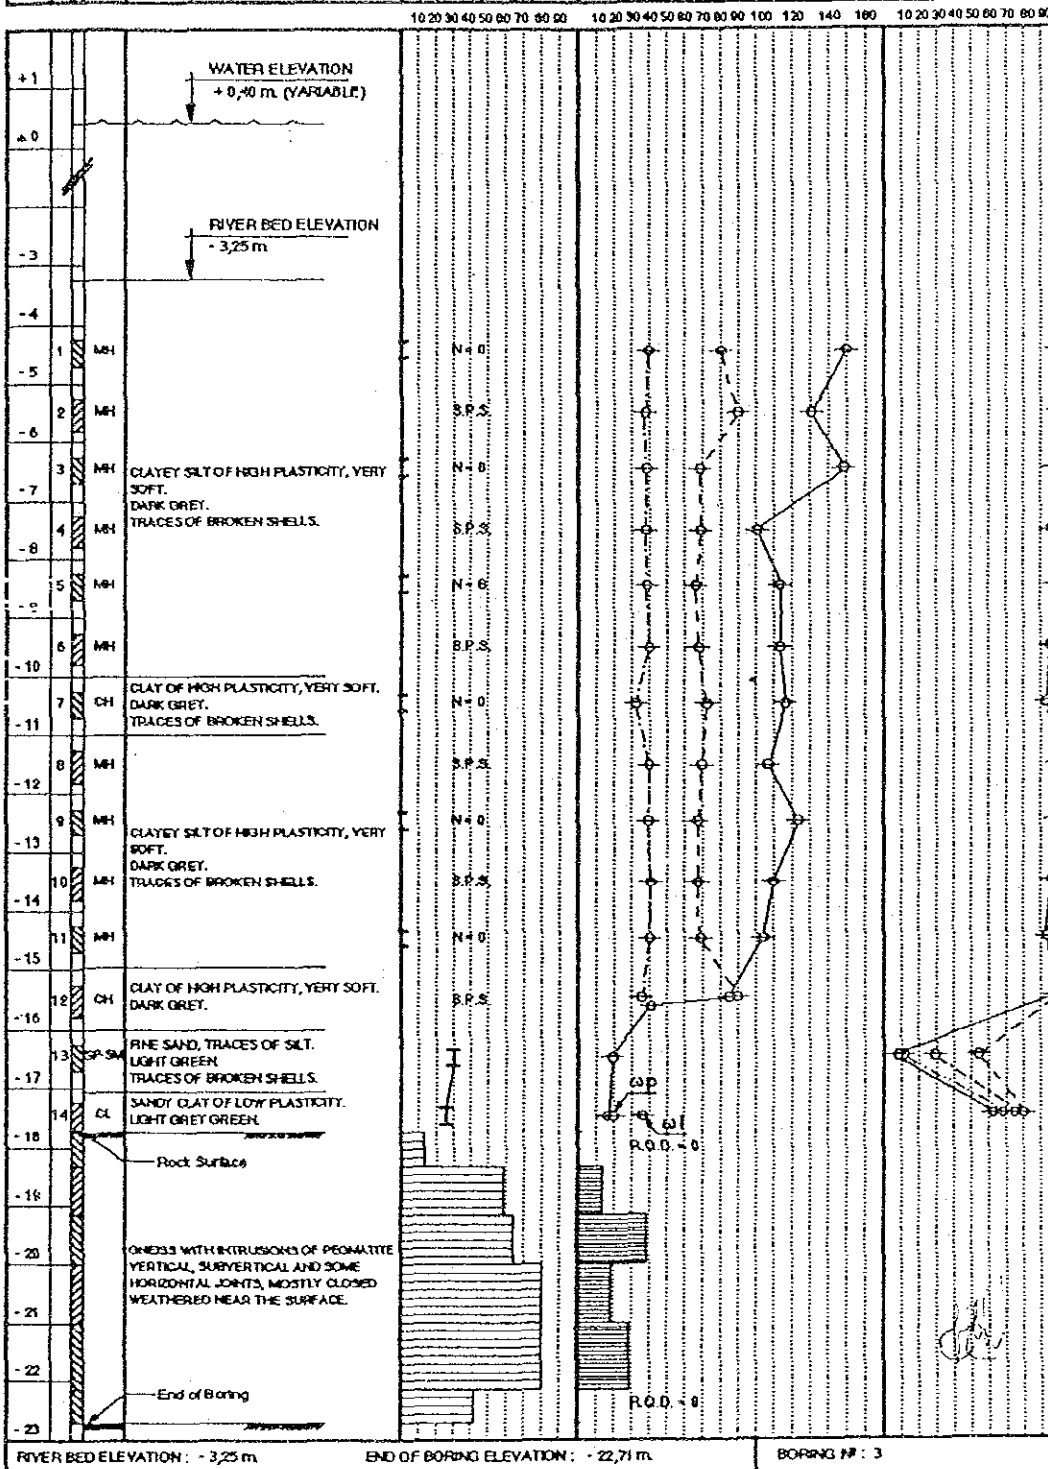 10 20 30 40 50 60 70 80 90 10 20 30 40 50 60 70 80 90 100 120 140 160 10 20 30 40 50 60 70 80 90
WATER ELEVATION
+ 0,40 m. (VARIABLE)
+1
± 0
RIVER BED ELEVATION
- 3,25 m
- 3
- 4
1 MH N = 0
- 5
2 MH S.P.S.
- 6
3 MH CLAYEY SILT OF HIGH PLASTICITY, VERY N = 0
SOFT.
- 7
DARK GREY.
TRACES OF BROKEN SHELLS.
4 MH S.P.S.
- 8
5 MH N = 0
- 9
6 MH S.P.S.
- 10
CLAY OF HIGH PLASTICITY, VERY SOFT.
7 CH DARK GREY. N = 0
TRACES OF BROKEN SHELLS.
- 11
8 MH S.P.S.
- 12
9 MH N = 0
CLAYEY SILT OF HIGH PLASTICITY, VERY
SOFT.
- 13
DARK GREY.
10 MH TRACES OF BROKEN SHELLS. S.P.S.
- 14
11 MH N = 0
- 15
CLAY OF HIGH PLASTICITY, VERY SOFT.
12 CH DARK GREY. S.P.S.
- 16
FINE SAND, TRACES OF SILT.
13 SP-SM LIGHT GREEN
TRACES OF BROKEN SHELLS.
- 17
SANDY CLAY OF LOW PLASTICITY. ωp
14 CL LIGHT GREY GREEN. ωl
- 18
R.Q.D. = 0
Rock Surface
- 19
- 20
GNEISS WITH INTRUSIONS OF PEGMATITE
VERTICAL, SUBVERTICAL AND SOME
HORIZONTAL JOINTS, MOSTLY CLOSED
WEATHERED NEAR THE SURFACE.
- 21
- 22
End of Boring R.Q.D. = 0
- 23
RIVER BED ELEVATION : - 3,25 m END OF BORING ELEVATION : - 22,71 m. BORING Nº : 3